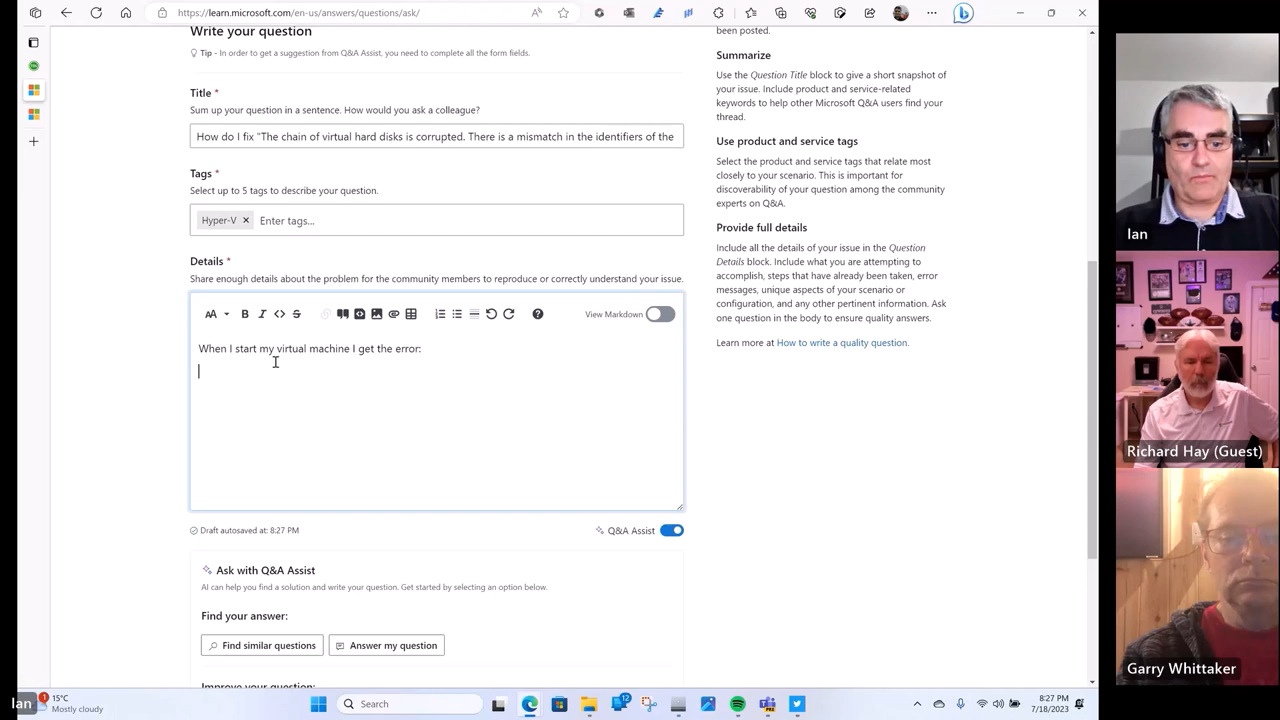 https://learn.microsoft.com/en-us/answers/questions/ask/
Write your question
Tip - In order to get a suggestion from Q&A Assist, you need to complete all the form fields.
Title *
Sum up your question in a sentence. How would you ask a colleague?
How do I fix "The chain of virtual hard disks is corrupted. There is a mismatch in the identifiers of the
Tags *
Select up to 5 tags to describe your question.
Hyper-V × Enter tags...
Details *
Share enough details about the problem for the community members to reproduce or correctly understand your issue.
AA B I S View Markdown
When I start my virtual machine I get the error:
Draft autosaved at: 8:27 PM
Q&A Assist
Ask with Q&A Assist
AI can help you find a solution and write your question. Get started by selecting an option below.
Find your answer:
Find similar questions
Answer my question
Improve your question:
been posted.
Summarize
Use the Question Title block to give a short snapshot of
your issue. Include product and service-related
keywords to help other Microsoft Q&A users find your
thread.
Use product and service tags
Select the product and service tags that relate most
closely to your scenario. This is important for
discoverability of your question among the community
experts on Q&A.
Provide full details
Include all the details of your issue in the Question
Details block. Include what you are attempting to
accomplish, steps that have already been taken, error
messages, unique aspects of your scenario or
configuration, and any other pertinent information. Ask
one question in the body to ensure quality answers.
Learn more at How to write a quality question.
Ian
Richard Hay (Guest)
Garry Whittaker
Ian
1
15°C
Mostly cloudy
Search
12
8:27 PM
7/18/2023